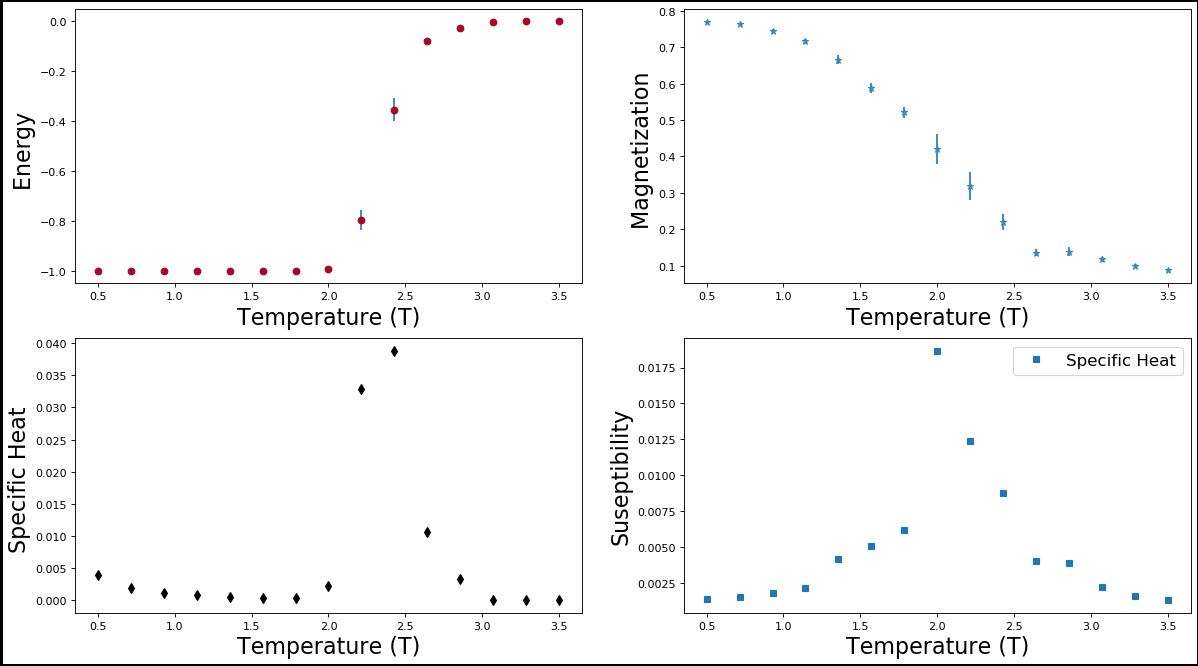 0.0
−0.2
−0.4
−0.6
−0.8
−1.0
Energy
0.5 1.0 1.5 2.0 2.5 3.0 3.5
Temperature (T)
0.8
0.7
0.6
0.5
0.4
0.3
0.2
0.1
Magnetization
0.5 1.0 1.5 2.0 2.5 3.0 3.5
Temperature (T)
0.040
0.035
0.030
0.025
0.020
0.015
0.010
0.005
0.000
Specific Heat
0.5 1.0 1.5 2.0 2.5 3.0 3.5
Temperature (T)
Specific Heat
0.0175
0.0150
0.0125
0.0100
0.0075
0.0050
0.0025
Suseptibility
0.5 1.0 1.5 2.0 2.5 3.0 3.5
Temperature (T)